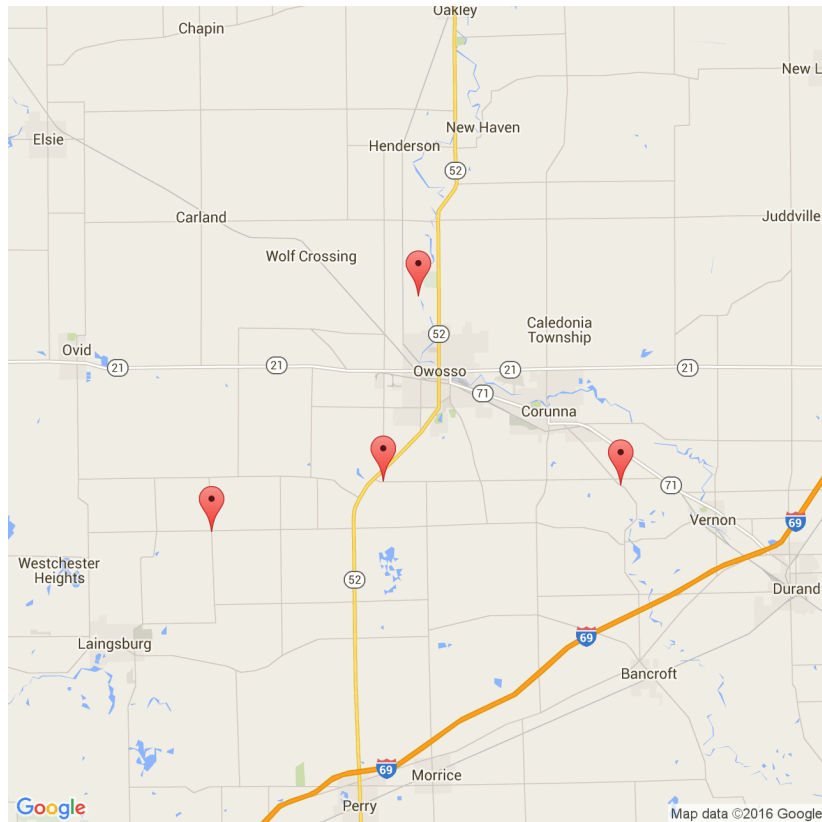 Oakley
Chapin
New L
New Haven
Elsie
Henderson
52
Carland
Juddville
Wolf Crossing
Caledonia
Township
52
Ovid
21
21
Owosso
21
21
71
Corunna
71
Vernon
69
Westchester
Heights
52
Durand
69
Laingsburg
Bancroft
69
Morrice
Perry
Google
Map data ©2016 Google